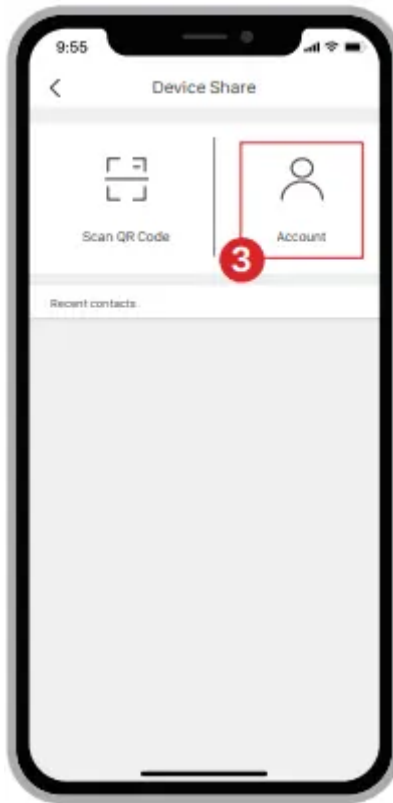 9:55
Device Share
Scan QR Code
Account
3
Recent contacts